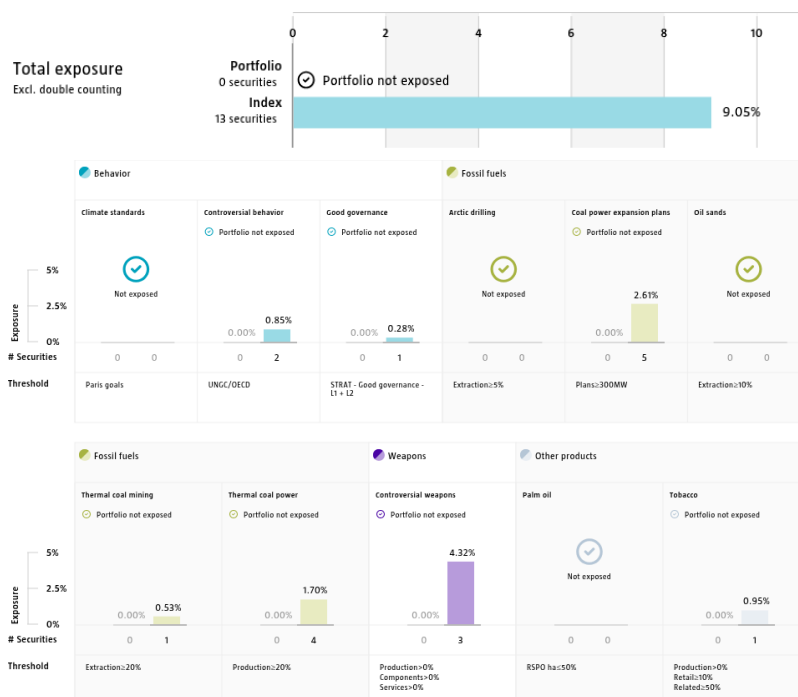 0 2 4 6 8 10
Total exposure
Excl. double counting
Portfolio
0 securities
Portfolio not exposed
Index
13 securities
9.05%
Behavior
Fossil fuels
Climate standards
Controversial behavior
Good governance
Arctic drilling
Coal power expansion plans
Oil sands
Portfolio not exposed
Portfolio not exposed
Portfolio not exposed
Not exposed
Not exposed
Not exposed
Exposure
5%
2.5%
0%
0.00% 0.85%
0.00% 0.28%
0.00% 2.61%
# Securities
0 0
0 2
0 1
0 0
0 5
0 0
Threshold
Paris goals
UNGC/OECD
STRAT - Good governance -
L1 + L2
Extraction≥5%
Plans≥300MW
Extraction≥10%
Fossil fuels
Weapons
Other products
Thermal coal mining
Thermal coal power
Controversial weapons
Palm oil
Tobacco
Portfolio not exposed
Portfolio not exposed
Portfolio not exposed
Portfolio not exposed
Not exposed
Exposure
5%
2.5%
0%
0.00% 0.53%
0.00% 1.70%
0.00% 4.32%
0.00% 0.95%
# Securities
0 1
0 4
0 3
0 0
0 1
Threshold
Extraction≥20%
Production≥20%
Production>0%
Components>0%
Services>0%
RSPO ha≤50%
Production>0%
Retail≥10%
Related≥50%